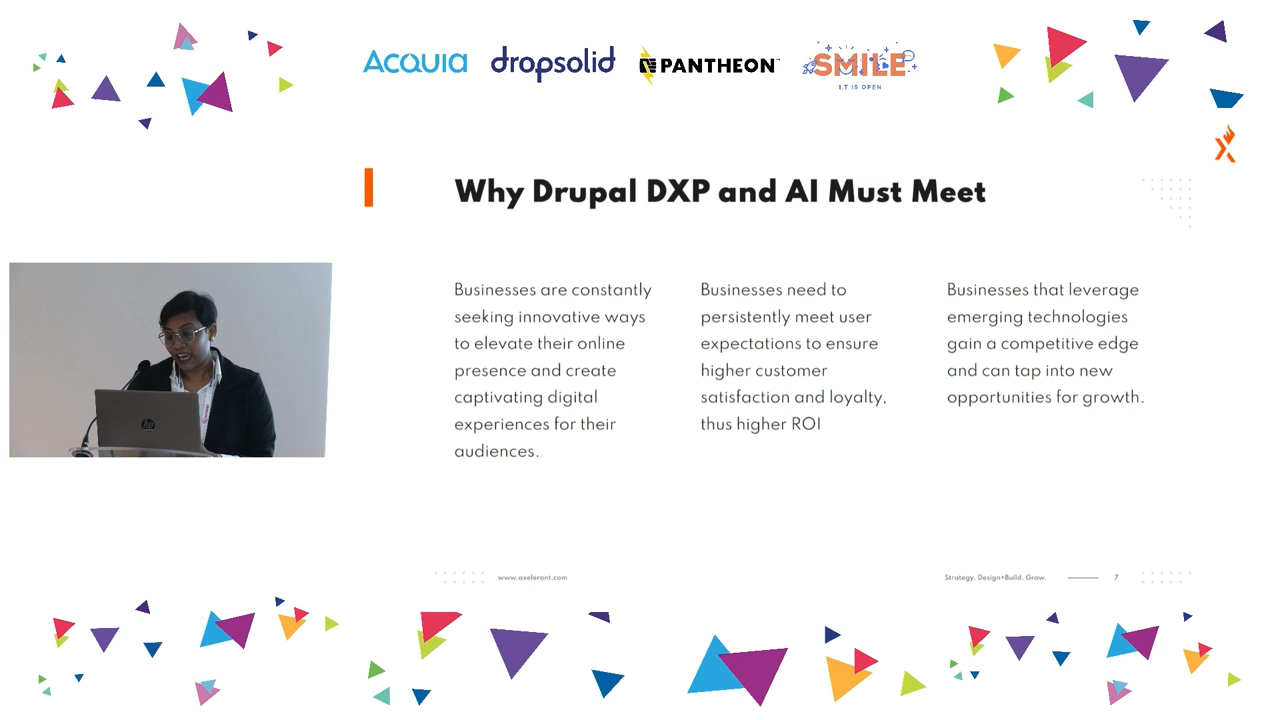 Acquia
dropsolid
PANTHEON
SMILE
I.T IS OPEN
Why Drupal DXP and AI Must Meet
Businesses are constantly
seeking innovative ways
to elevate their online
presence and create
captivating digital
experiences for their
audiences.
Businesses need to
persistently meet user
expectations to ensure
higher customer
satisfaction and loyalty,
thus higher ROI
Businesses that leverage
emerging technologies
gain a competitive edge
and can tap into new
opportunities for growth.
hp
www.axelerant.com
Strategy. Design+Build. Grow.
7